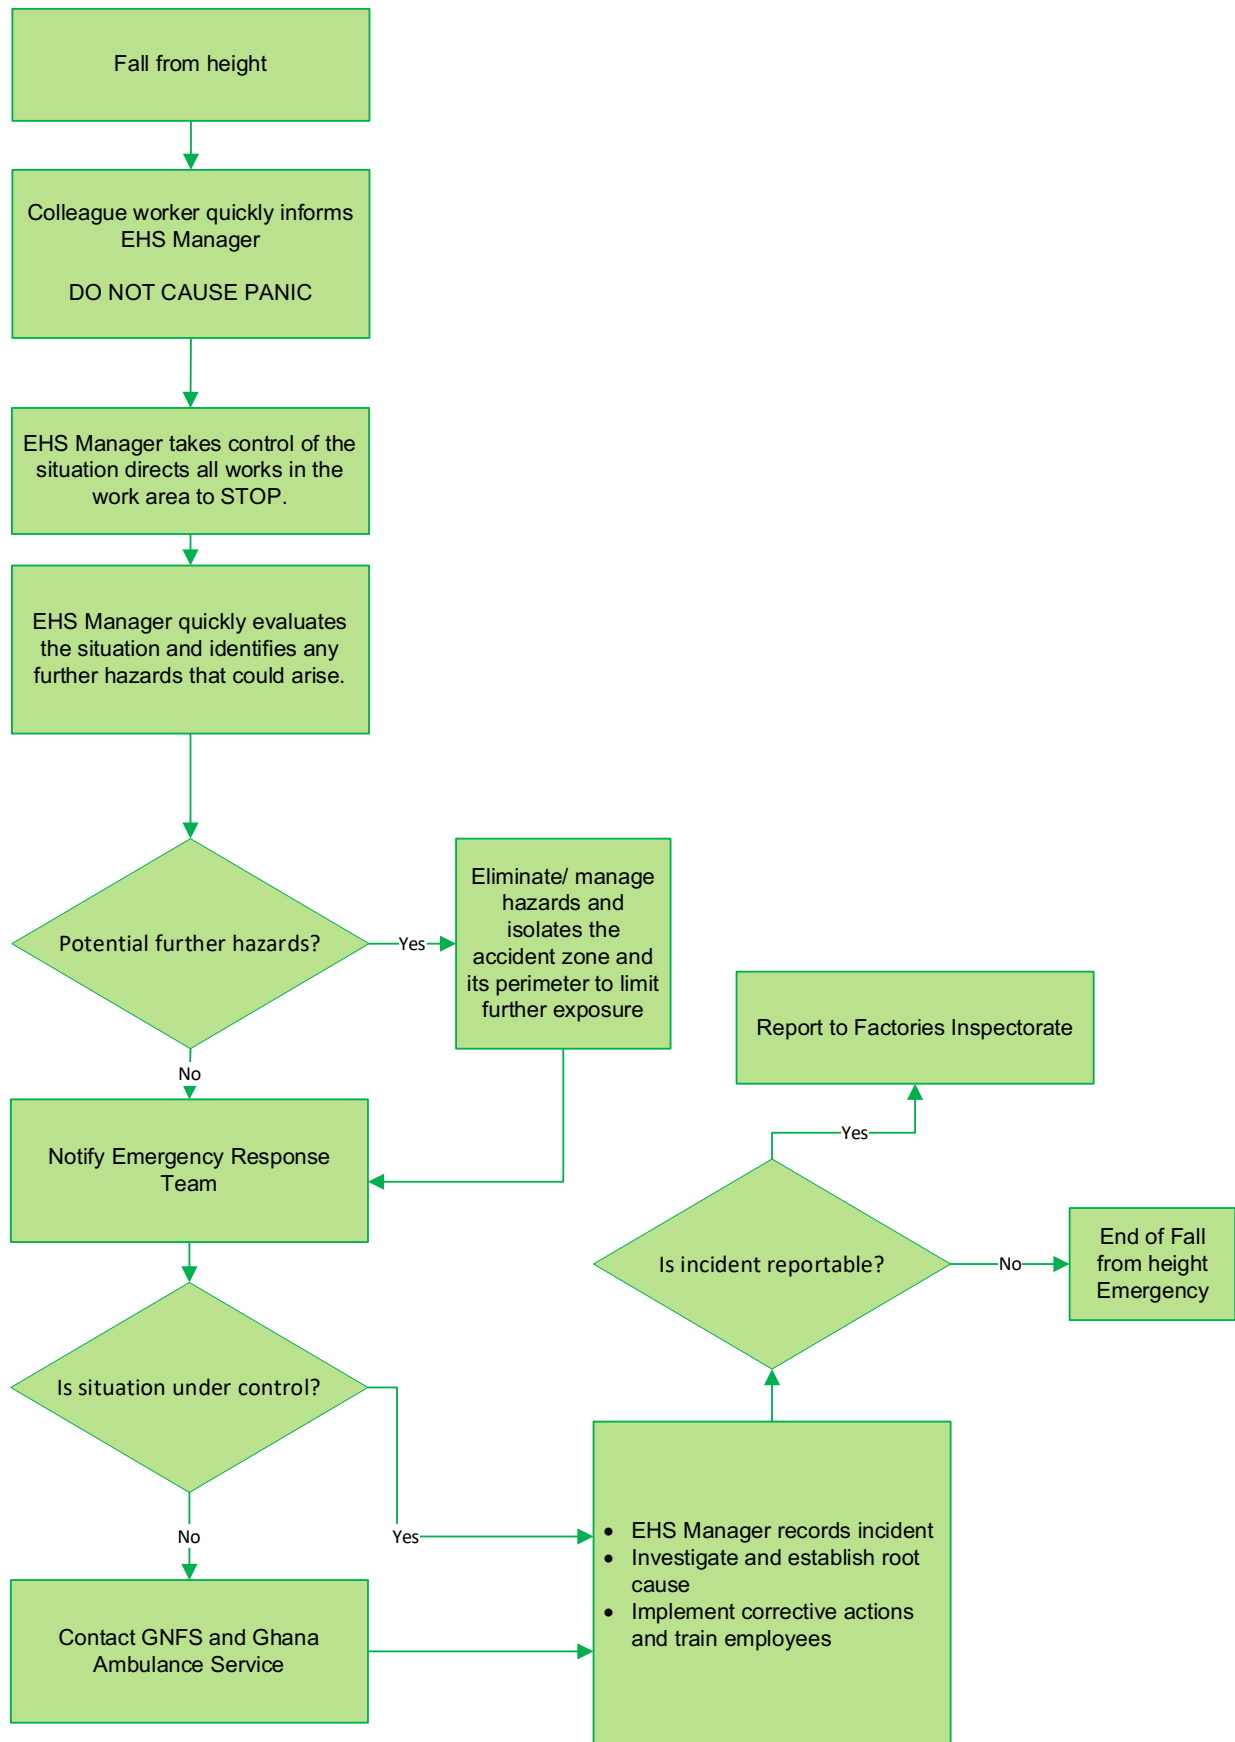 Fall from height
Colleague worker quickly informs
EHS Manager
DO NOT CAUSE PANIC
EHS Manager takes control of the
situation directs all works in the
work area to STOP.
EHS Manager quickly evaluates
the situation and identifies any
further hazards that could arise.
Potential further hazards?
Yes
Eliminate/ manage
hazards and
isolates the
accident zone and
its perimeter to limit
further exposure
No
Notify Emergency Response
Team
Is situation under control?
No
Yes
Contact GNFS and Ghana
Ambulance Service
• EHS Manager records incident
• Investigate and establish root
cause
• Implement corrective actions
and train employees
Is incident reportable?
Yes
Report to Factories Inspectorate
No
End of Fall
from height
Emergency